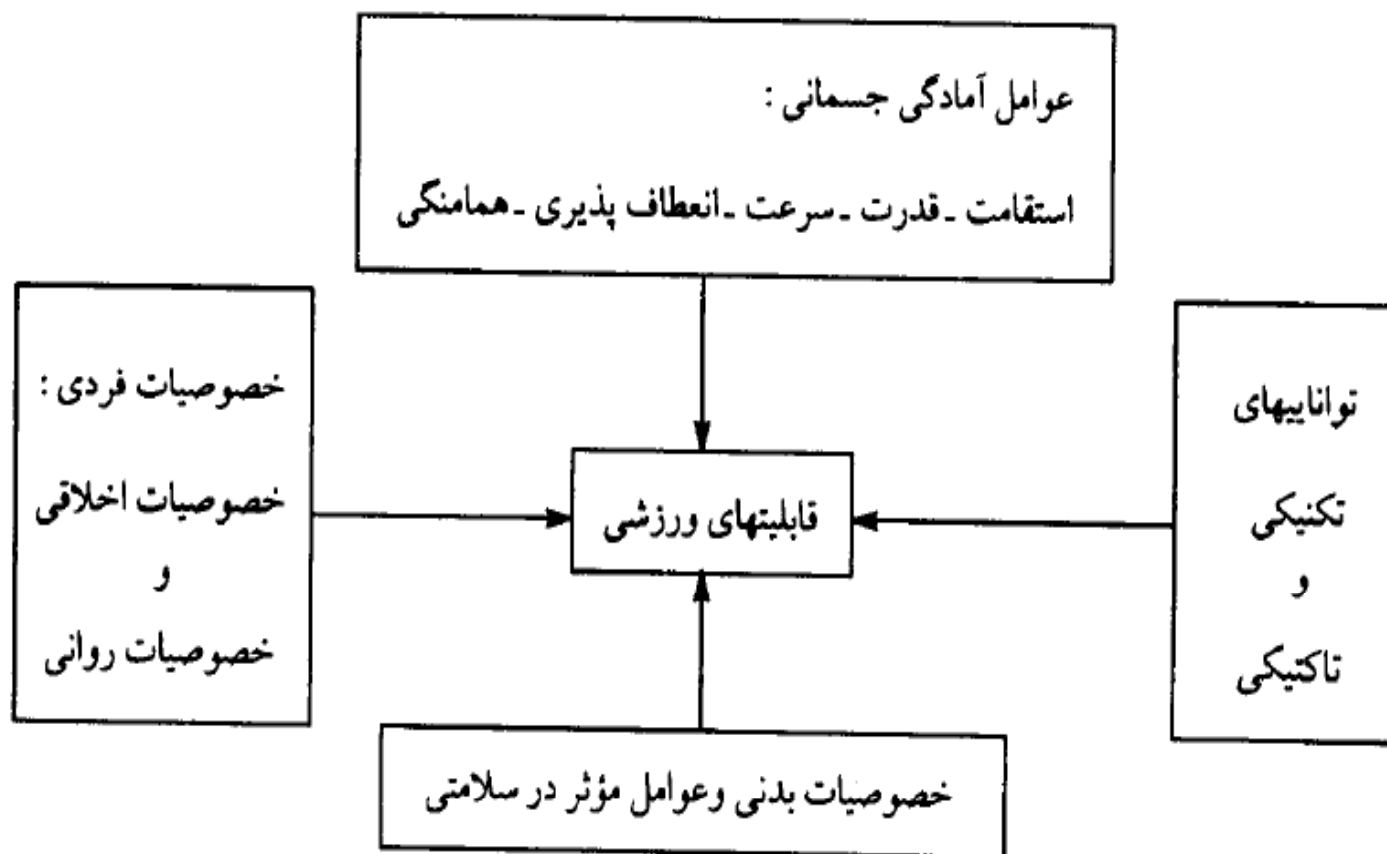 عوامل آمادگی جسمانی :
استقامت ـ قدرت ـ سرعت ـ انعطاف پذیری ـ همامنگی
خصوصیات فردی :
خصوصیات اخلاقی
و
خصوصیات روانی
قابلیتهای ورزشی
تواناییهای
تکنیکی
و
تاکتیکی
خصوصیات بدنی وعوامل مؤثر در سلامتی